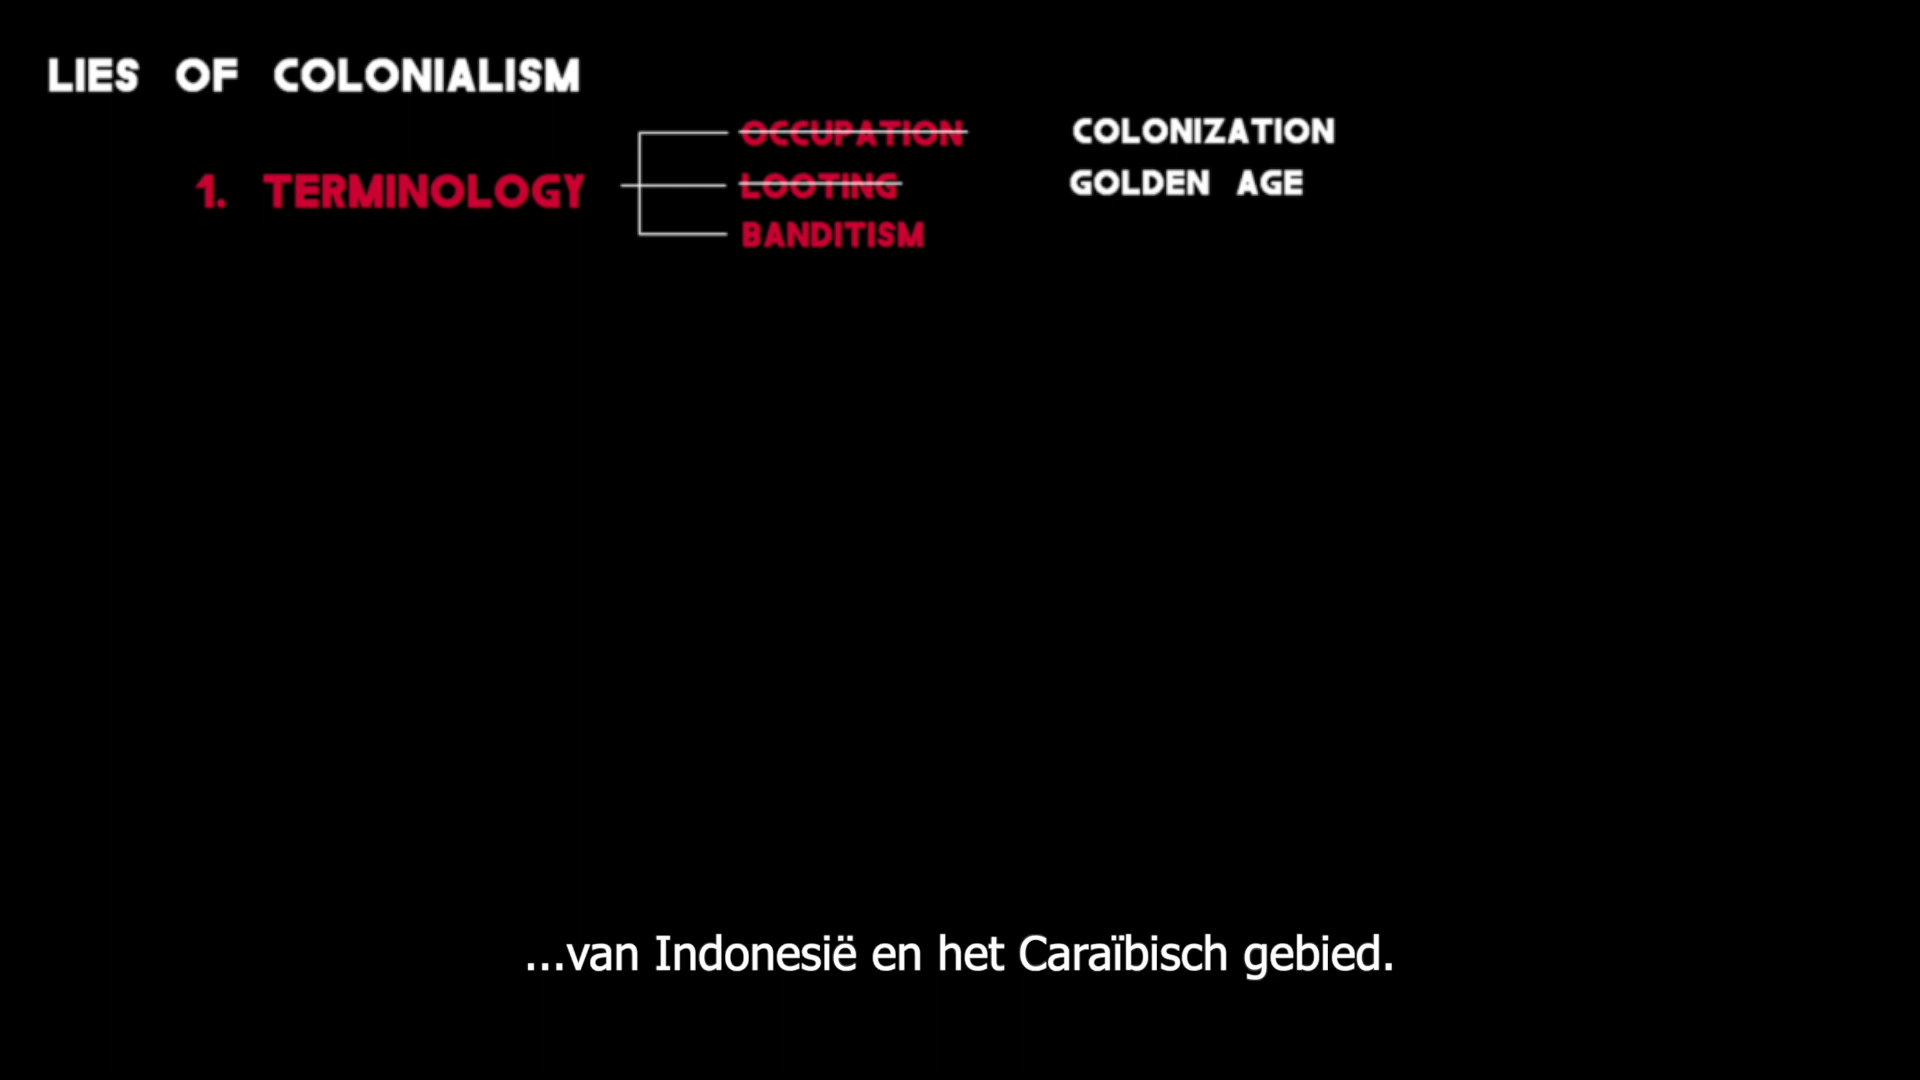 LIES OF COLONIALISM
1. TERMINOLOGY
OCCUPATION COLONIZATION
LOOTING GOLDEN AGE
BANDITISM
...van Indonesië en het Caraïbisch gebied.